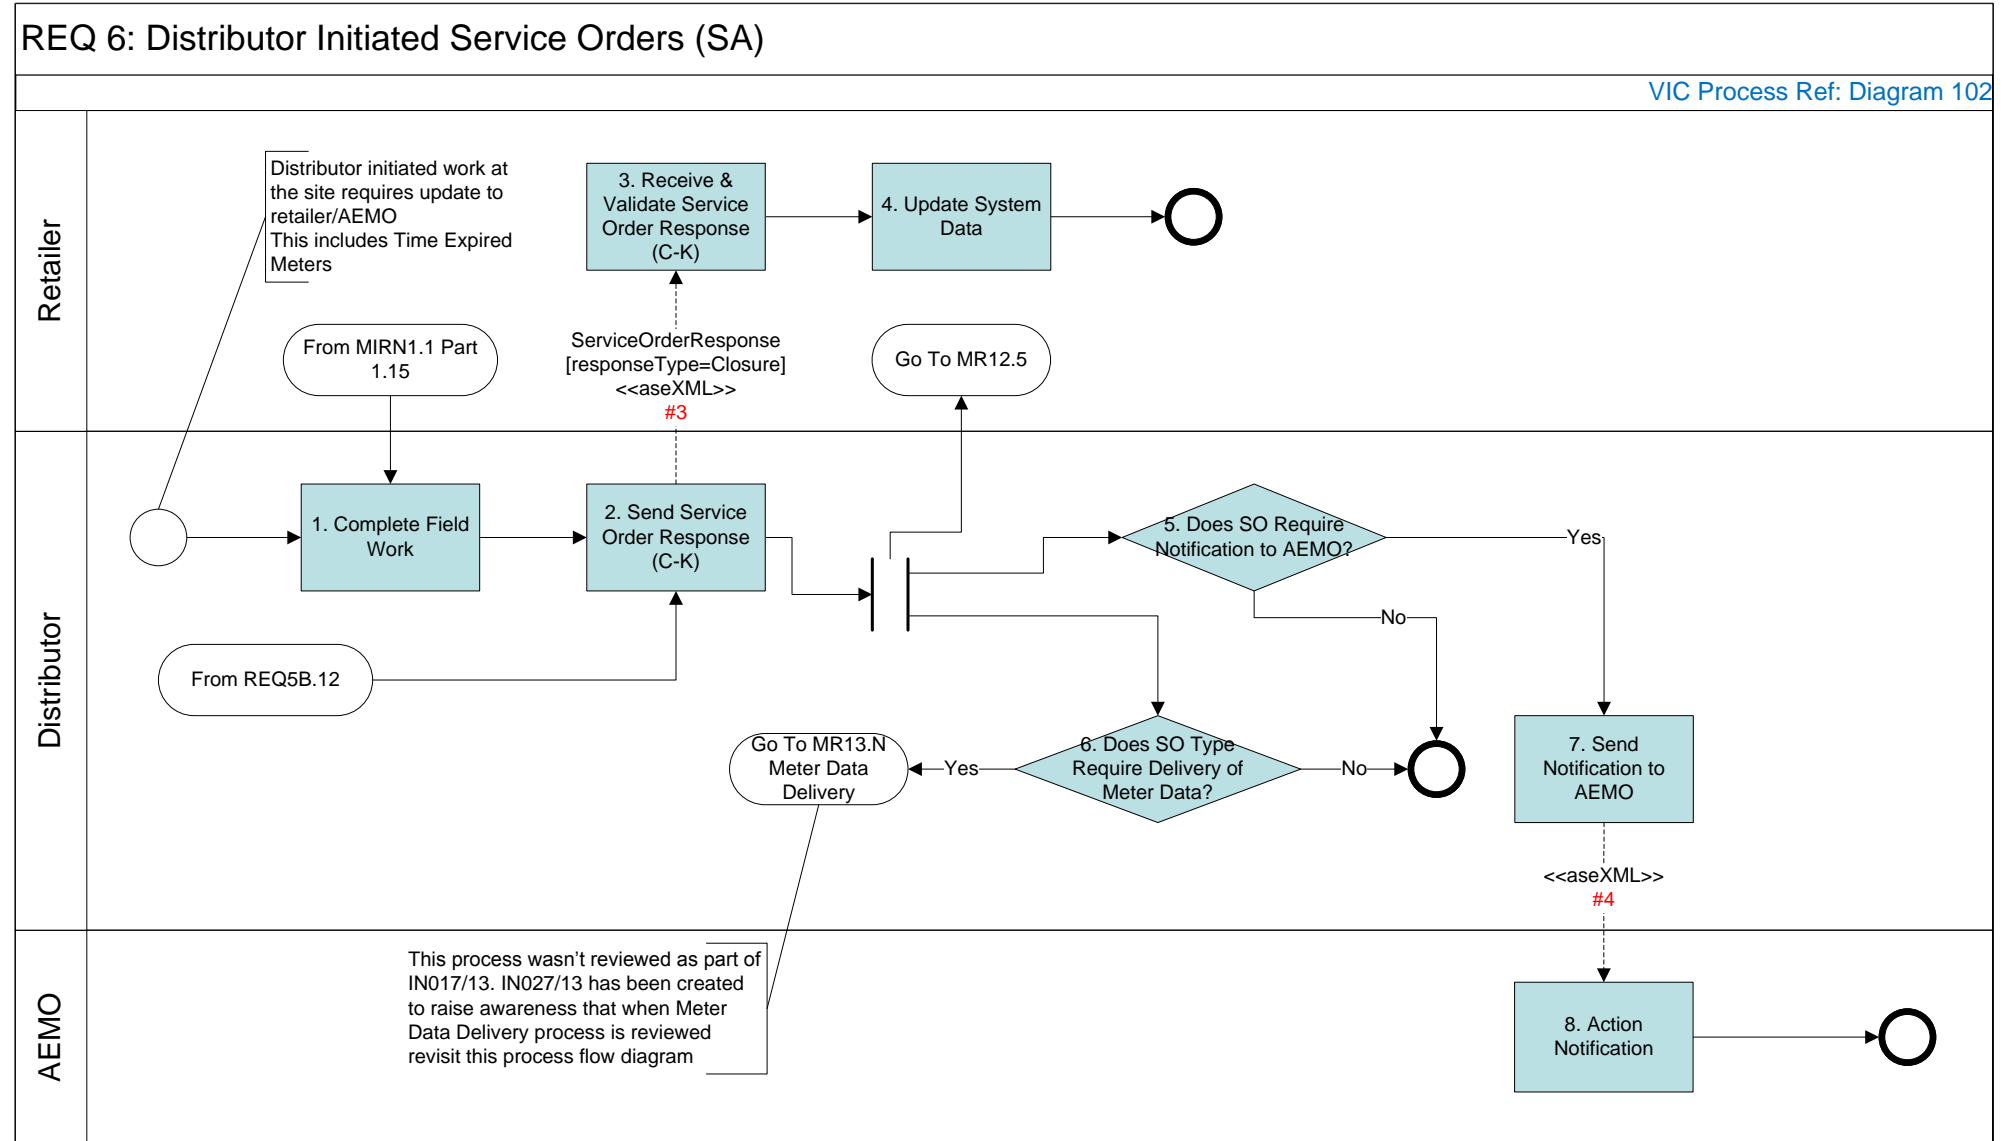 REQ 6: Distributor Initiated Service Orders (SA)
VIC Process Ref: Diagram 102
Retailer
Distributor initiated work at
the site requires update to
retailer/AEMO
This includes Time Expired
Meters
3. Receive &
Validate Service
Order Response
(C-K)
4. Update System
Data
From MIRN1.1 Part
1.15
ServiceOrderResponse
[responseType=Closure]
<<aseXML>>
#3
Go To MR12.5
Distributor
1. Complete Field
Work
2. Send Service
Order Response
(C-K)
5. Does SO Require
Notification to AEMO?
Yes
No
From REQ5B.12
Go To MR13.N
Meter Data
Delivery
Yes
6. Does SO Type
Require Delivery of
Meter Data?
No
7. Send
Notification to
AEMO
<<aseXML>>
#4
AEMO
This process wasn't reviewed as part of
IN017/13. IN027/13 has been created
to raise awareness that when Meter
Data Delivery process is reviewed
revisit this process flow diagram
8. Action
Notification